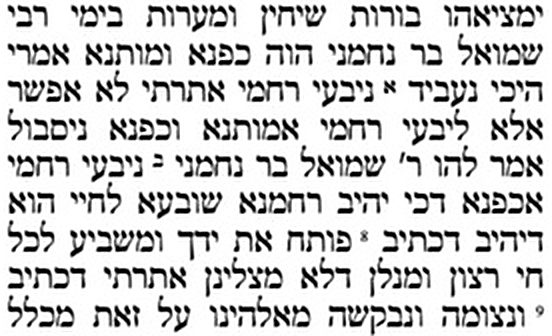 ימציאהו בורות שיחין ומערות בימי רבי
שמואל בר נחמני הוה כפנא ומותנא אמרי
היכי נעביד א ניבעי רחמי אתרתי לא אפשר
אלא ליבעי רחמי אמותנא וכפנא ניסבול
אמר להו ר' שמואל בר נחמני ב ניבעי רחמי
אכפנא דכי יהיב רחמנא שובעא לחיי הוא
דיהיב דכתיב 8 פותח את ידך ומשביע לכל
חי רצון ומנלן דלא מצלינן אתרתי דכתיב
9 ונצומה ונבקשה מאלהינו על זאת מכלל